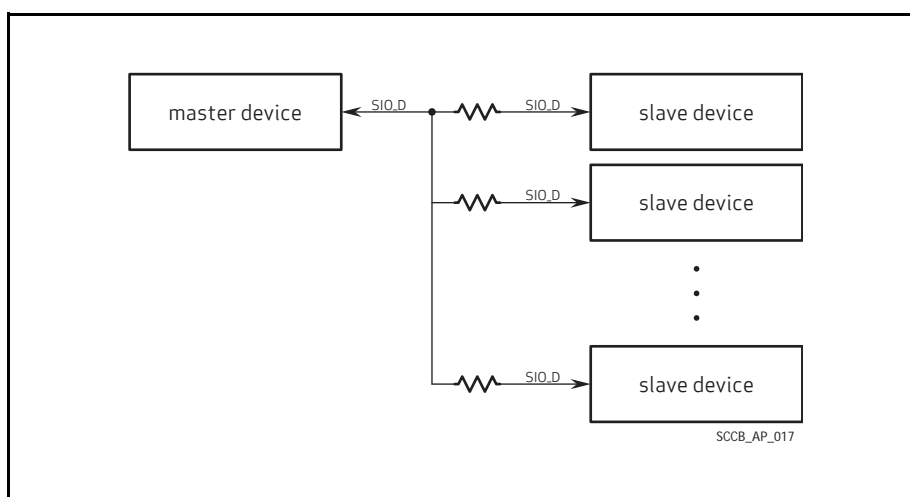 master device
SIO_D
SIO_D
slave device
SIO_D
slave device
SIO_D
slave device
SCCB_AP_017